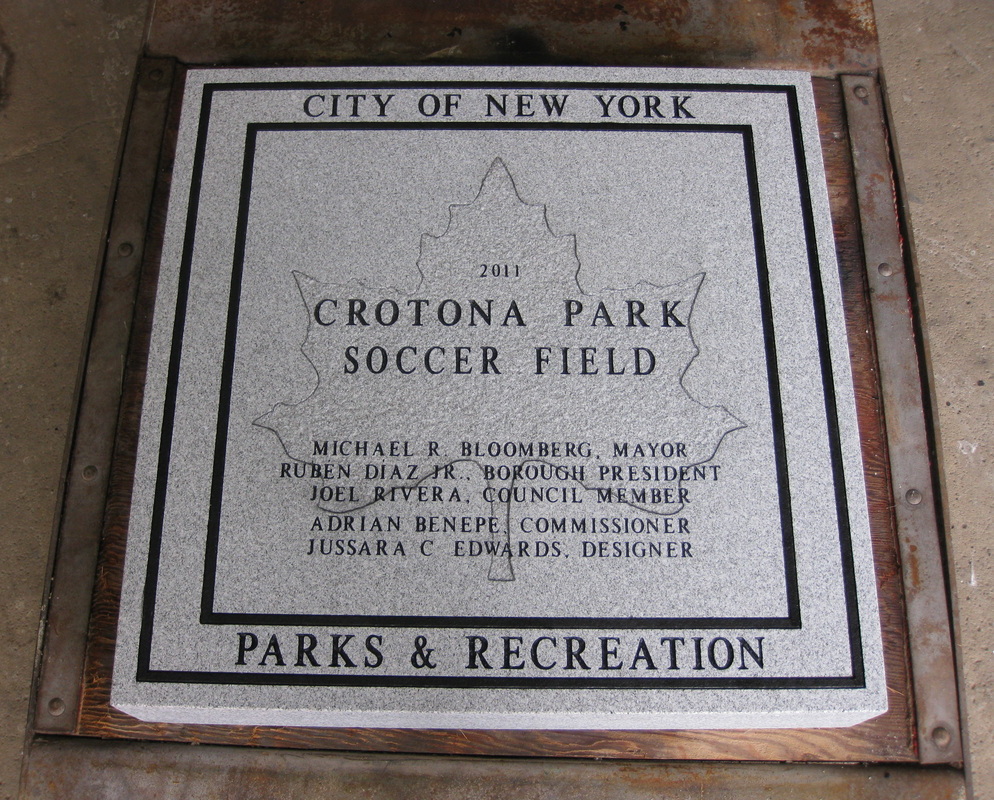 CITY OF NEW YORK
2011
CROTONA PARK
SOCCER FIELD
MICHAEL R. BLOOMBERG, MAYOR
RUBEN DIAZ JR., BOROUGH PRESIDENT
JOEL RIVERA, COUNCIL MEMBER
ADRIAN BENEPE, COMMISSIONER
JUSSARA C EDWARDS, DESIGNER
PARKS & RECREATION